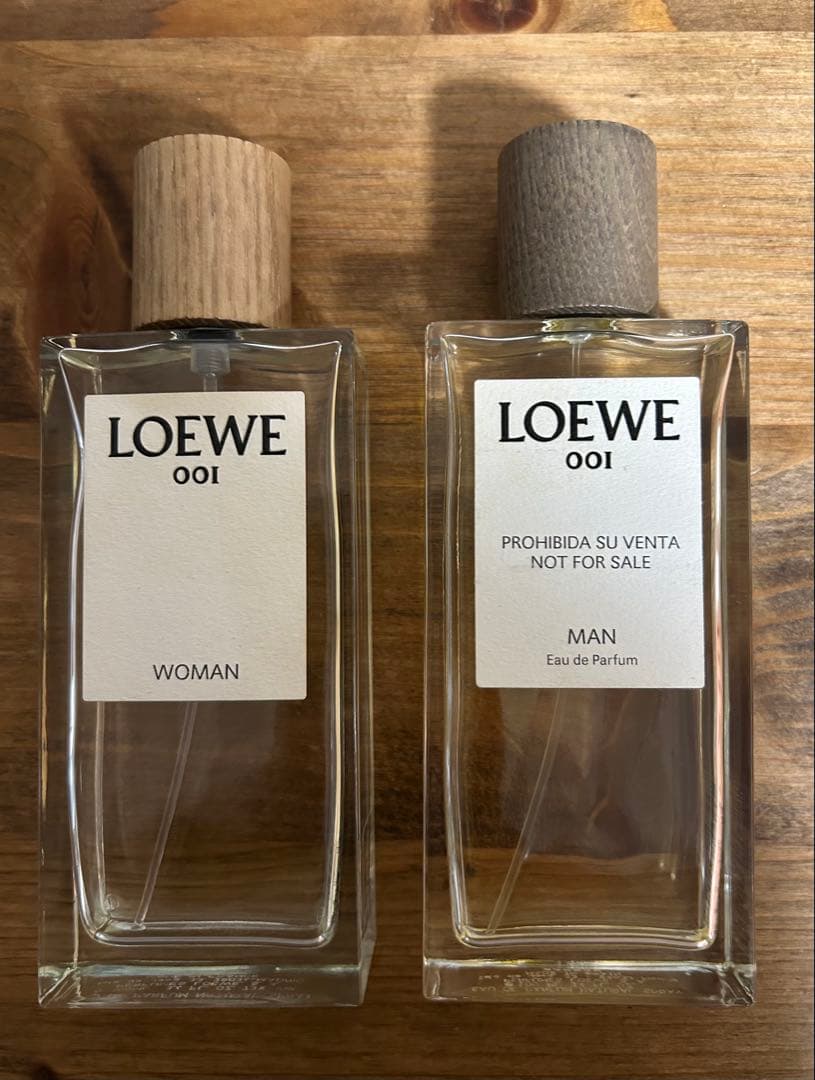 LOEWE
001
WOMAN
LOEWE
001
PROHIBIDA SU VENTA
NOT FOR SALE
MAN
Eau de Parfum